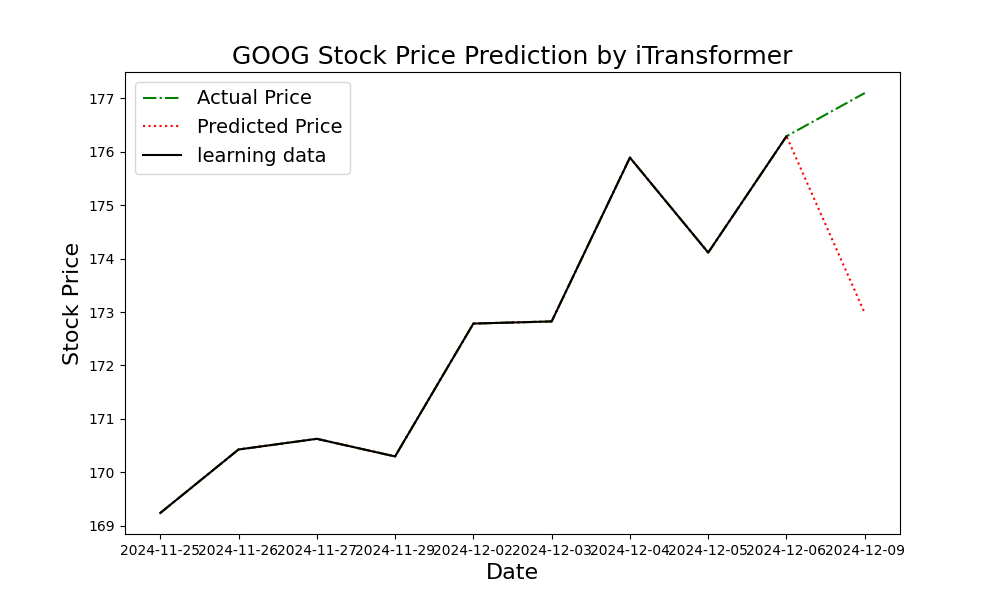 GOOG Stock Price Prediction by iTransformer
Actual Price
Predicted Price
learning data
177
176
175
174
173
172
171
170
169
Stock Price
2024-11-25 2024-11-26 2024-11-27 2024-11-29 2024-12-02 2024-12-03 2024-12-04 2024-12-05 2024-12-06 2024-12-09
Date